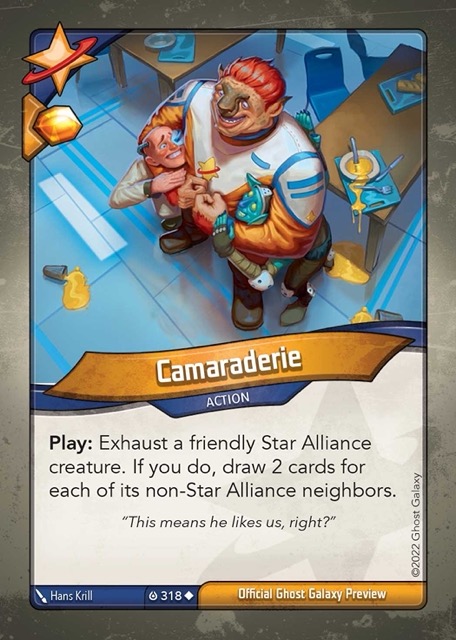 Camaraderie
ACTION
Play: Exhaust a friendly Star Alliance
creature. If you do, draw 2 cards for
each of its non-Star Alliance neighbors.
“This means he likes us, right?”
©2022 Ghost Galaxy
Hans Krill
318
Official Ghost Galaxy Preview